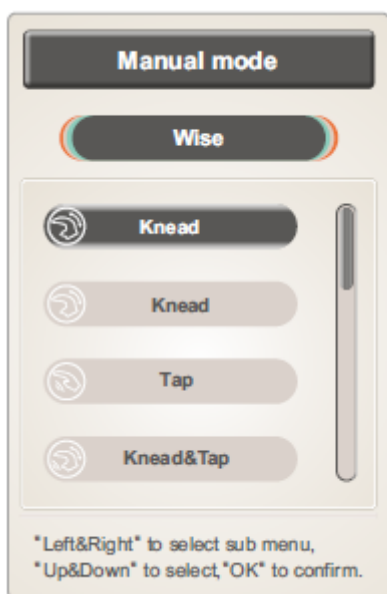 Manual mode
Wise
Knead
Knead
Tap
Knead&Tap
"Left&Right" to select sub menu,
"Up&Down" to select,"OK" to confirm.